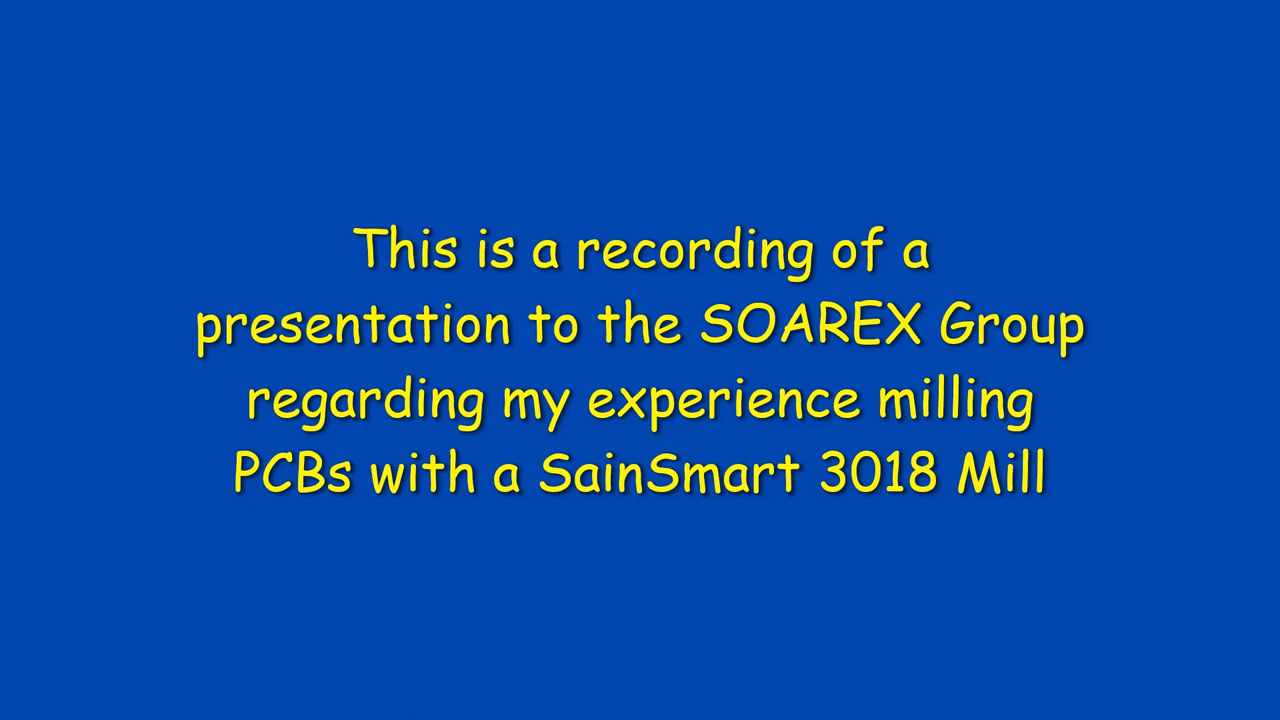 This is a recording of a
presentation to the SOAREX Group
regarding my experience milling
PCBs with a SainSmart 3018 Mill